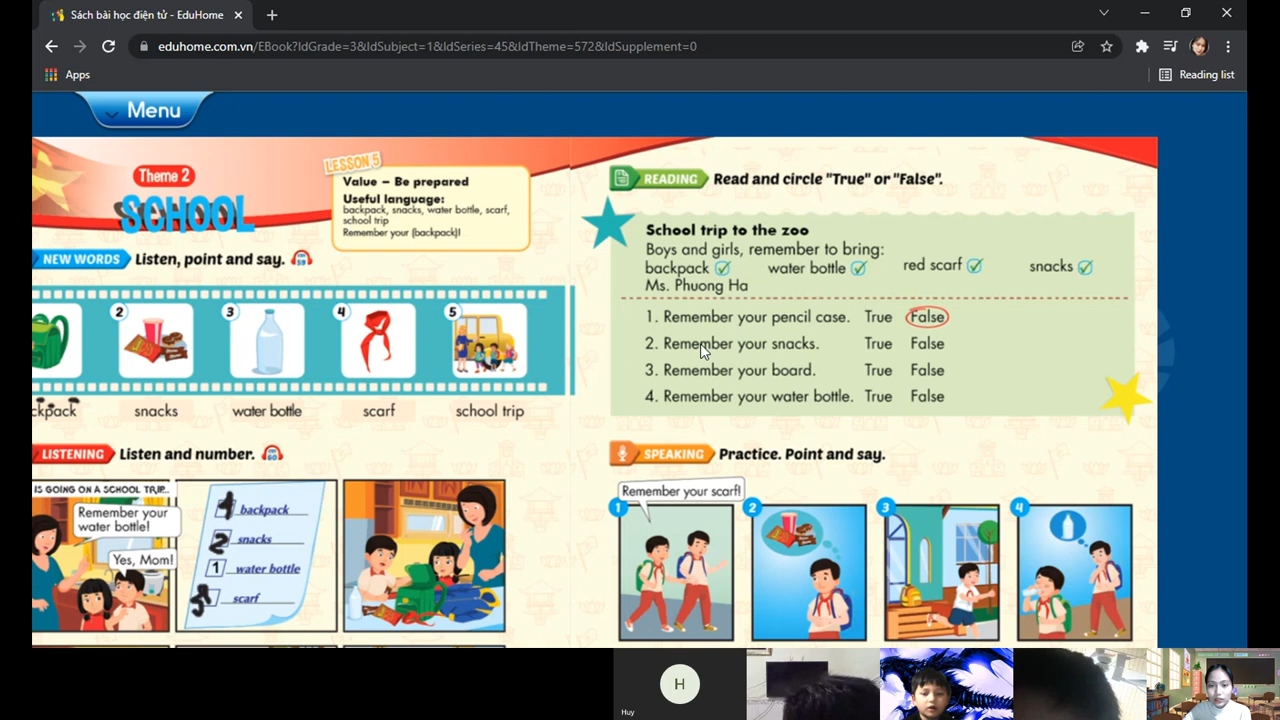 Sách bài học điện tử - EduHome
eduhome.com.vn/EBook?IdGrade=3&IdSubject=1&IdSeries=45&IdTheme=572&IdSupplement=0
Apps
Reading list
Menu
Theme 2
SCHOOL
LESSON 5
Value – Be prepared
Useful language:
backpack, snacks, water bottle, scarf,
school trip
Remember your (backpack)!
NEW WORDS Listen, point and say.
2 3 4 5
ckpack snacks water bottle scarf school trip
LISTENING Listen and number.
IS GOING ON A SCHOOL TRIP...
Remember your
water bottle!
Yes, Mom!
4 backpack
2 snacks
1 water bottle
3 scarf
READING Read and circle "True" or "False".
School trip to the zoo
Boys and girls, remember to bring:
backpack water bottle red scarf snacks
Ms. Phuong Ha
1. Remember your pencil case. True False
2. Remember your snacks. True False
3. Remember your board. True False
4. Remember your water bottle. True False
SPEAKING Practice. Point and say.
Remember your scarf!
1 2 3 4
H
Huy